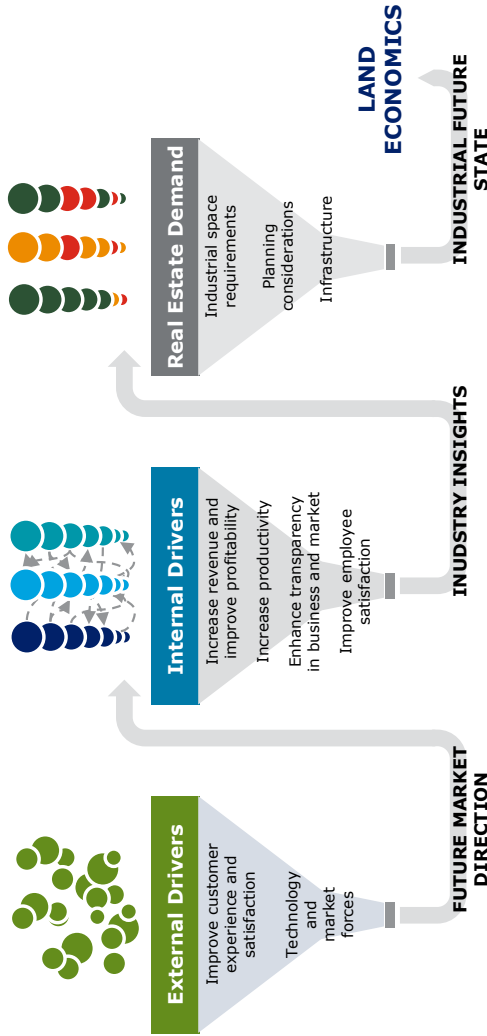 External Drivers
Improve customer
experience and
satisfaction
Technology
and
market
forces
FUTURE MARKET
DIRECTION
Internal Drivers
Increase revenue and
improve profitability
Increase productivity
Enhance transparency
in business and market
Improve employee
satisfaction
INUDSTRY INSIGHTS
Real Estate Demand
Industrial space
requirements
Planning
considerations
Infrastructure
INDUSTRIAL FUTURE
STATE
LAND
ECONOMICS